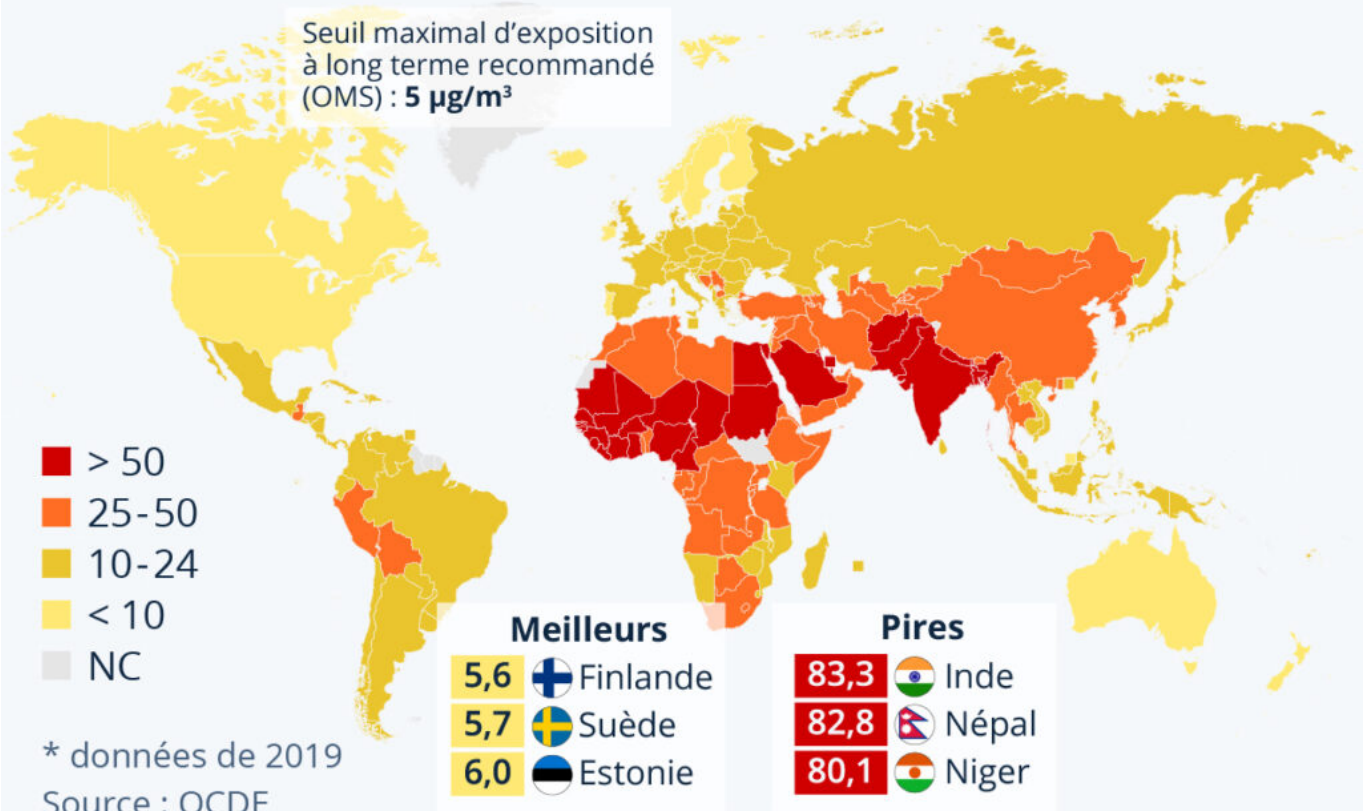 Seuil maximal d’exposition
à long terme recommandé
(OMS) : 5 µg/m³
> 50
25-50
10-24
< 10
NC
* données de 2019
Source : OCDE
Meilleurs
5,6 Finlande
5,7 Suède
6,0 Estonie
Pires
83,3 Inde
82,8 Népal
80,1 Niger